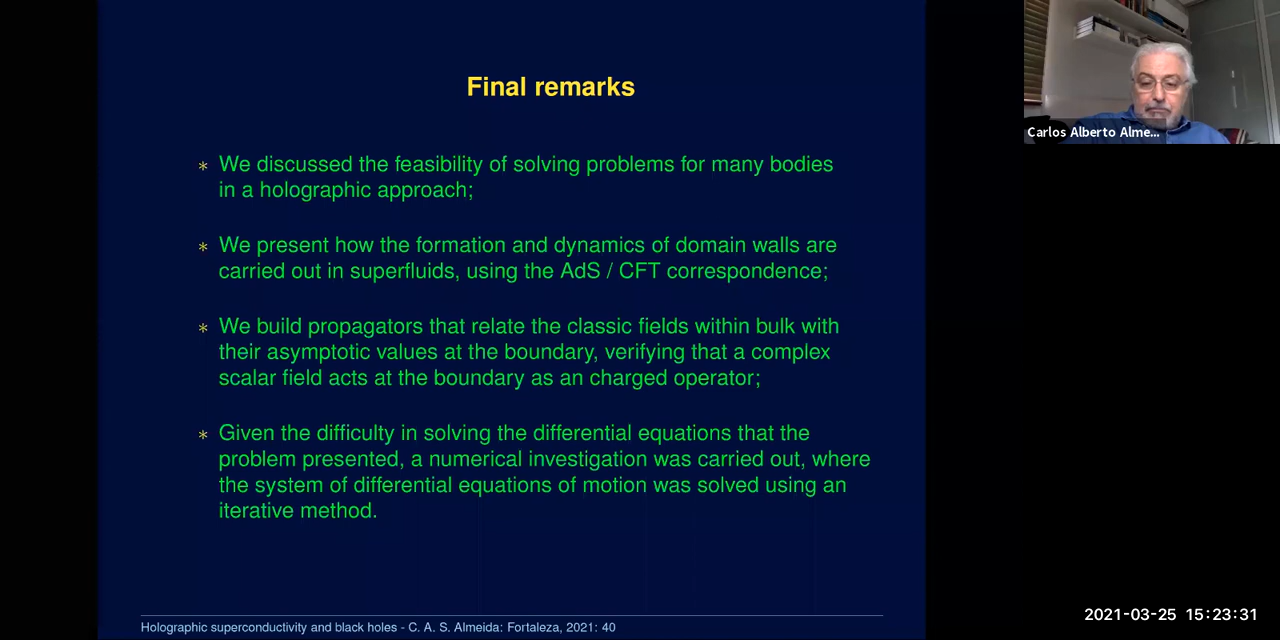 Final remarks
* We discussed the feasibility of solving problems for many bodies
in a holographic approach;
* We present how the formation and dynamics of domain walls are
carried out in superfluids, using the AdS / CFT correspondence;
* We build propagators that relate the classic fields within bulk with
their asymptotic values at the boundary, verifying that a complex
scalar field acts at the boundary as an charged operator;
* Given the difficulty in solving the differential equations that the
problem presented, a numerical investigation was carried out, where
the system of differential equations of motion was solved using an
iterative method.
Holographic superconductivity and black holes - C. A. S. Almeida: Fortaleza, 2021: 40
Carlos Alberto Alme...
2021-03-25 15:23:31